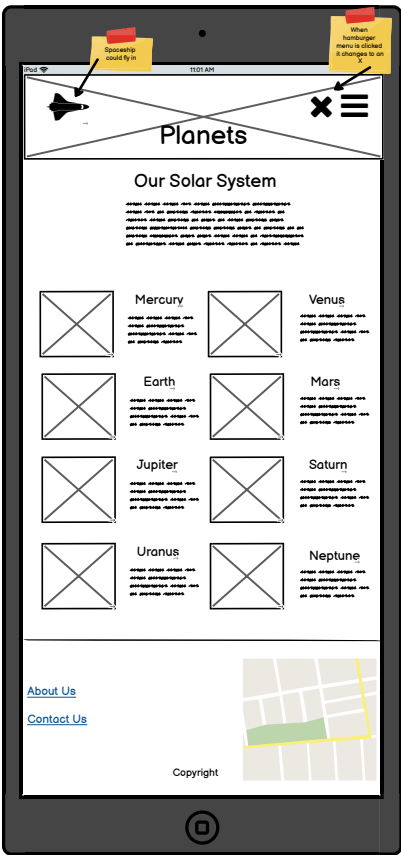 Spaceship
could fly in
When
hamburger
menu is clicked
it changes to an
X
iPad
11:01 AM
Planets
Our Solar System
Mercury
Venus
Earth
Mars
Jupiter
Saturn
Uranus
Neptune
About Us
Contact Us
Copyright